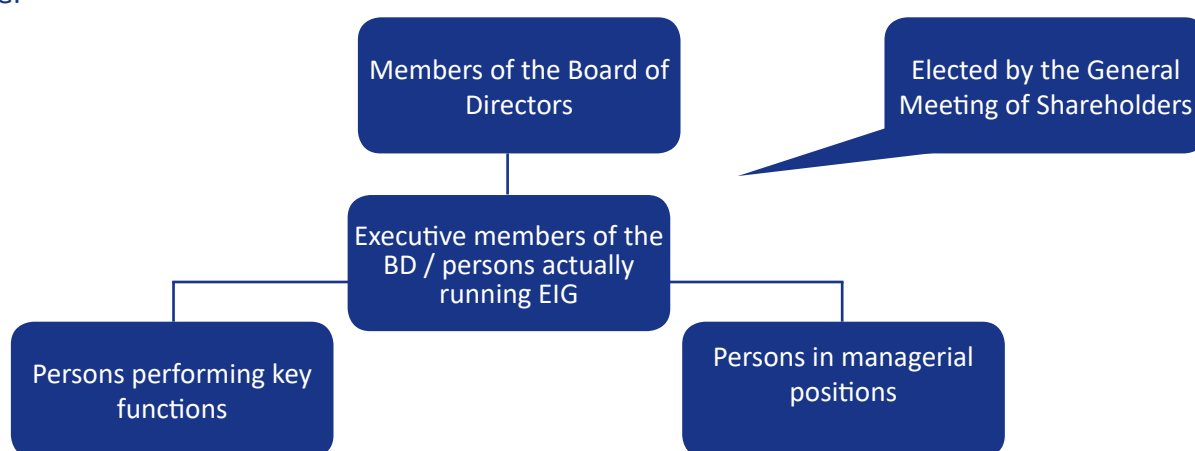 Members of the Board of
Directors
Elected by the General
Meeting of Shareholders
Executive members of the
BD / persons actually
running EIG
Persons performing key
functions
Persons in managerial
positions